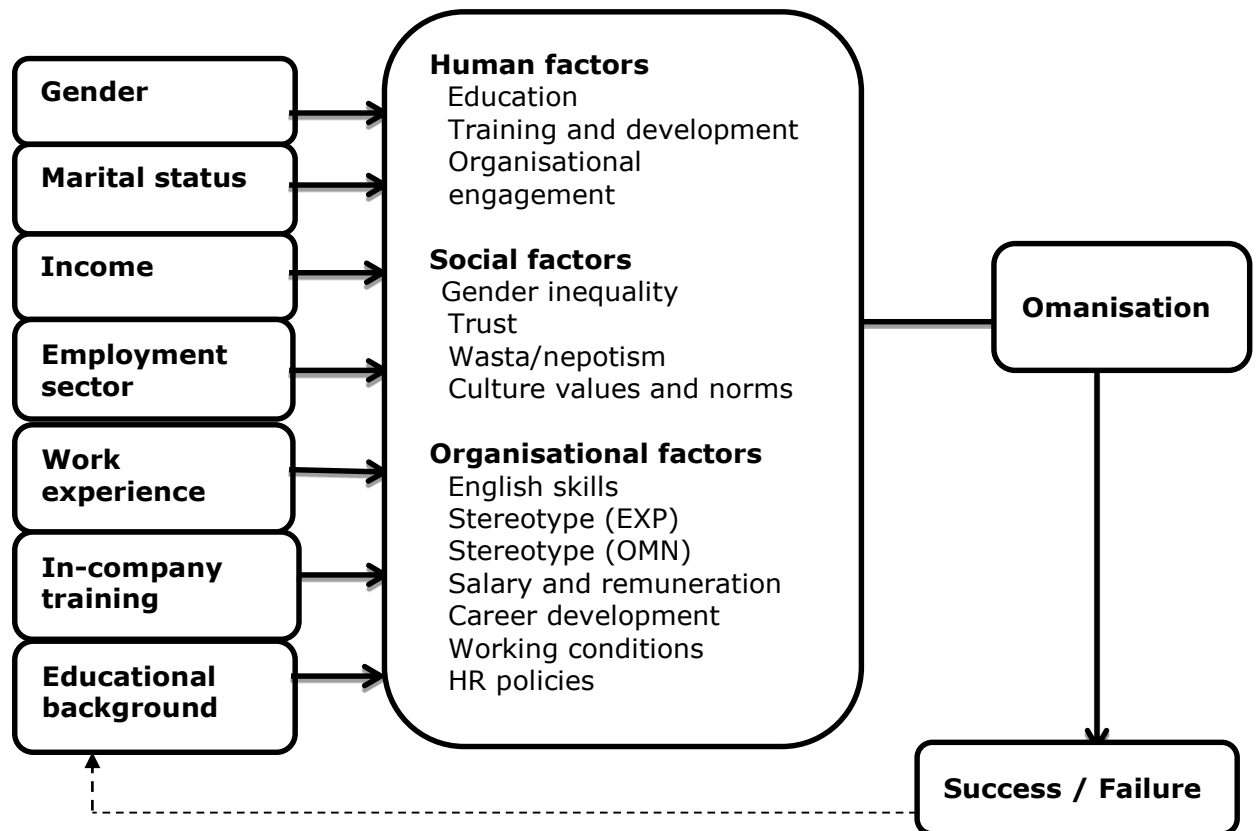 Gender
Marital status
Income
Employment
sector
Work
experience
In-company
training
Educational
background
Human factors
Education
Training and development
Organisational
engagement
Social factors
Gender inequality
Trust
Wasta/nepotism
Culture values and norms
Organisational factors
English skills
Stereotype (EXP)
Stereotype (OMN)
Salary and remuneration
Career development
Working conditions
HR policies
Omanisation
Success / Failure